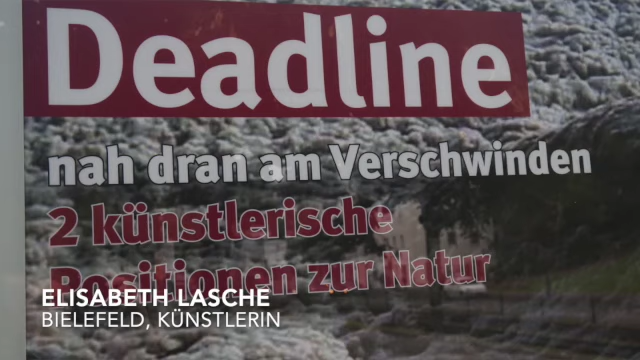 Deadline
nah dran am Verschwinden
2 künstlerische
Positionen zur Natur
ELISABETH LASCHE
BIELEFELD, KÜNSTLERIN